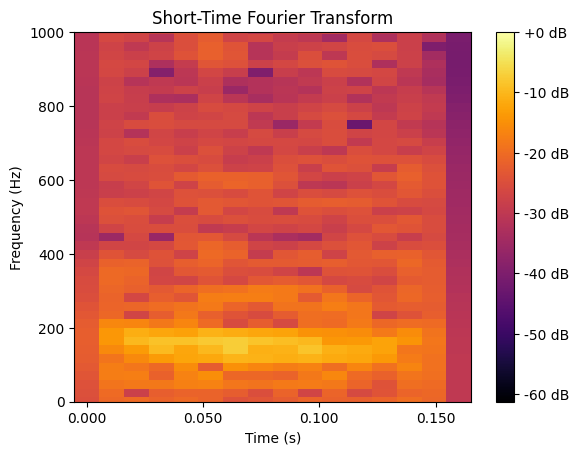 Short-Time Fourier Transform
1000
800
600
400
200
0
Frequency (Hz)
0.000
0.050
0.100
0.150
Time (s)
+0 dB
-10 dB
-20 dB
-30 dB
-40 dB
-50 dB
-60 dB